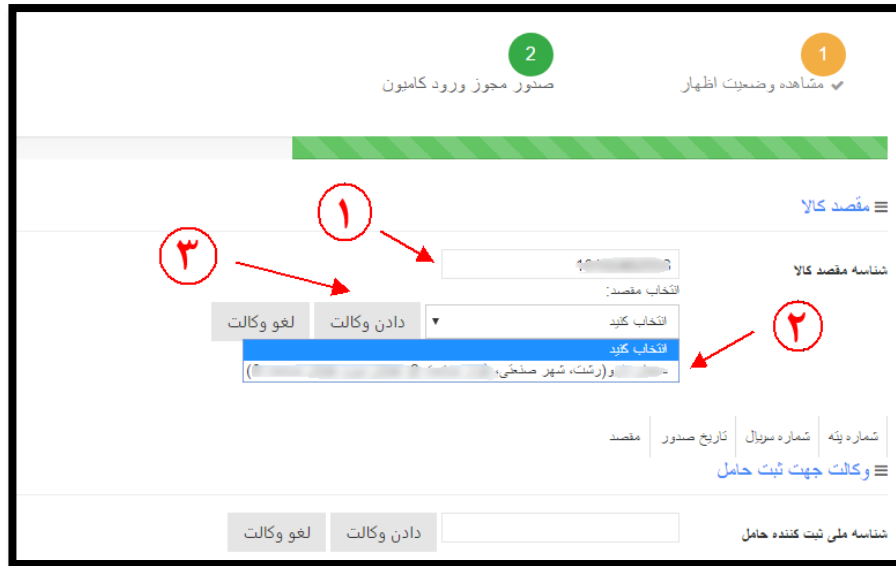 1
2
✔ مشاهده وضعیت اظهار
صدور مجوز ورود کامیون
≡ مقصد کالا
۱
شناسه مقصد کالا
۳
انتخاب مقصد:
انتخاب کنید
دادن وکالت
لغو وکالت
۲
انتخاب کنید
و(رشت، شهر صنعتی،
شماره پته
شماره سریال
تاریخ صدور
مقصد
≡ وکالت جهت ثبت حامل
شناسه ملی ثبت کننده حامل
دادن وکالت
لغو وکالت